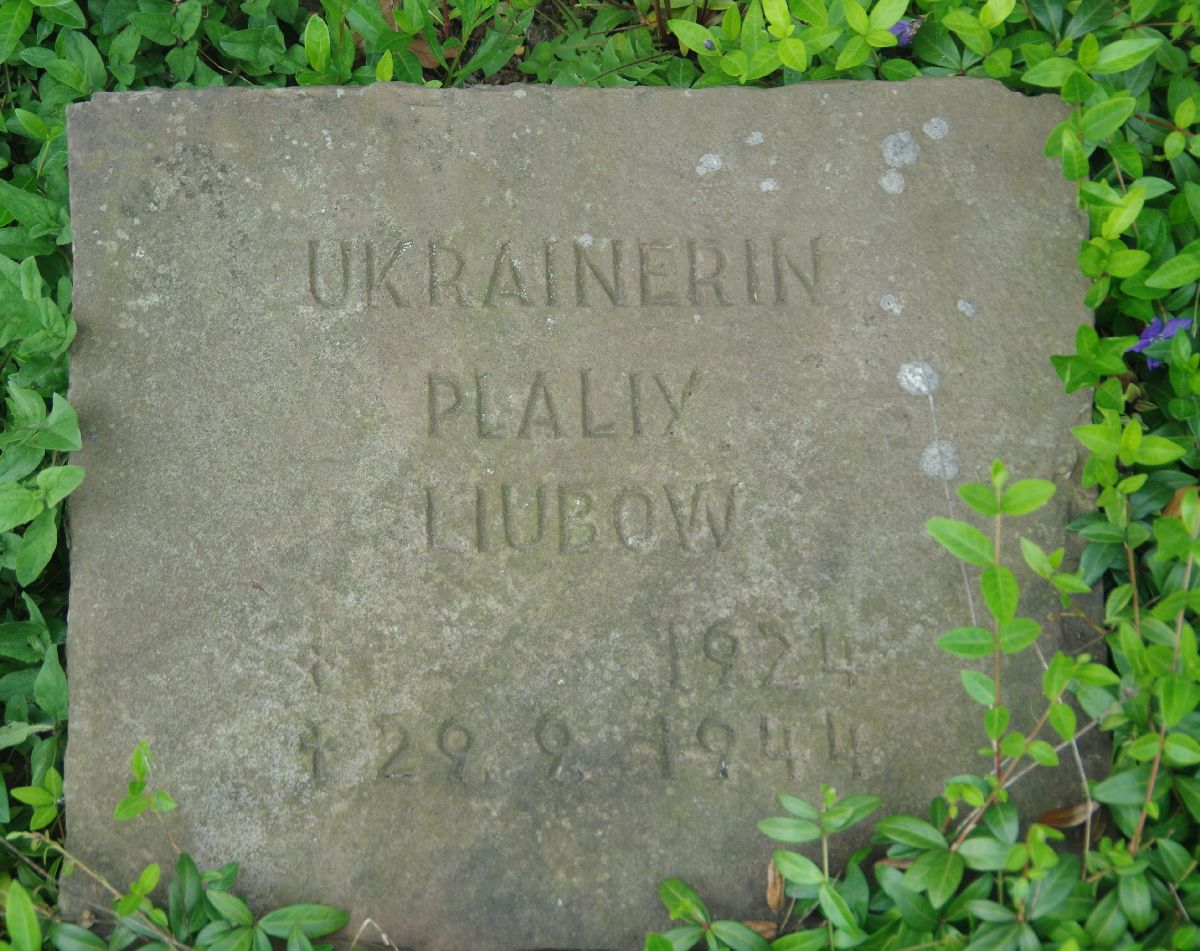 UKRAINERIN
PLALIY
LIUBOW
* 1924
† 29. 9. 1944